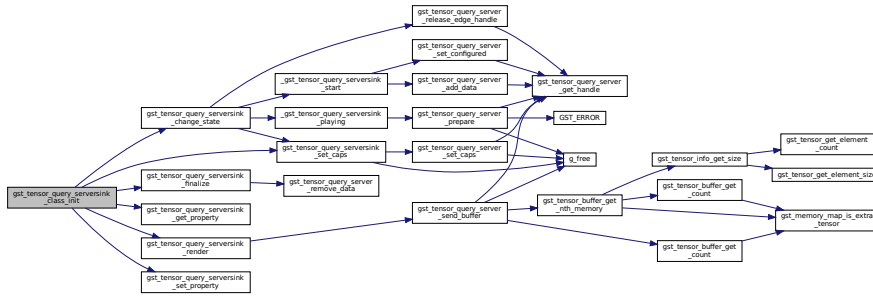 gst_tensor_query_server
_release_edge_handle
gst_tensor_query_server
_set_configured
_gst_tensor_query_serversink
_start
gst_tensor_query_server
_add_data
gst_tensor_query_server
_get_handle
gst_tensor_query_serversink
_change_state
_gst_tensor_query_serversink
_playing
gst_tensor_query_server
_prepare
GST_ERROR
gst_tensor_get_element
_count
gst_tensor_query_serversink
_set_caps
gst_tensor_query_server
_set_caps
g_free
gst_tensor_info_get_size
gst_tensor_get_element_size
gst_tensor_query_serversink
_finalize
gst_tensor_query_server
_remove_data
gst_tensor_buffer_get
_count
gst_tensor_query_serversink
_class_init
gst_tensor_query_serversink
_get_property
gst_tensor_query_server
_send_buffer
gst_tensor_buffer_get
_nth_memory
gst_memory_map_is_extra
_tensor
gst_tensor_query_serversink
_render
gst_tensor_buffer_get
_count
gst_tensor_query_serversink
_set_property